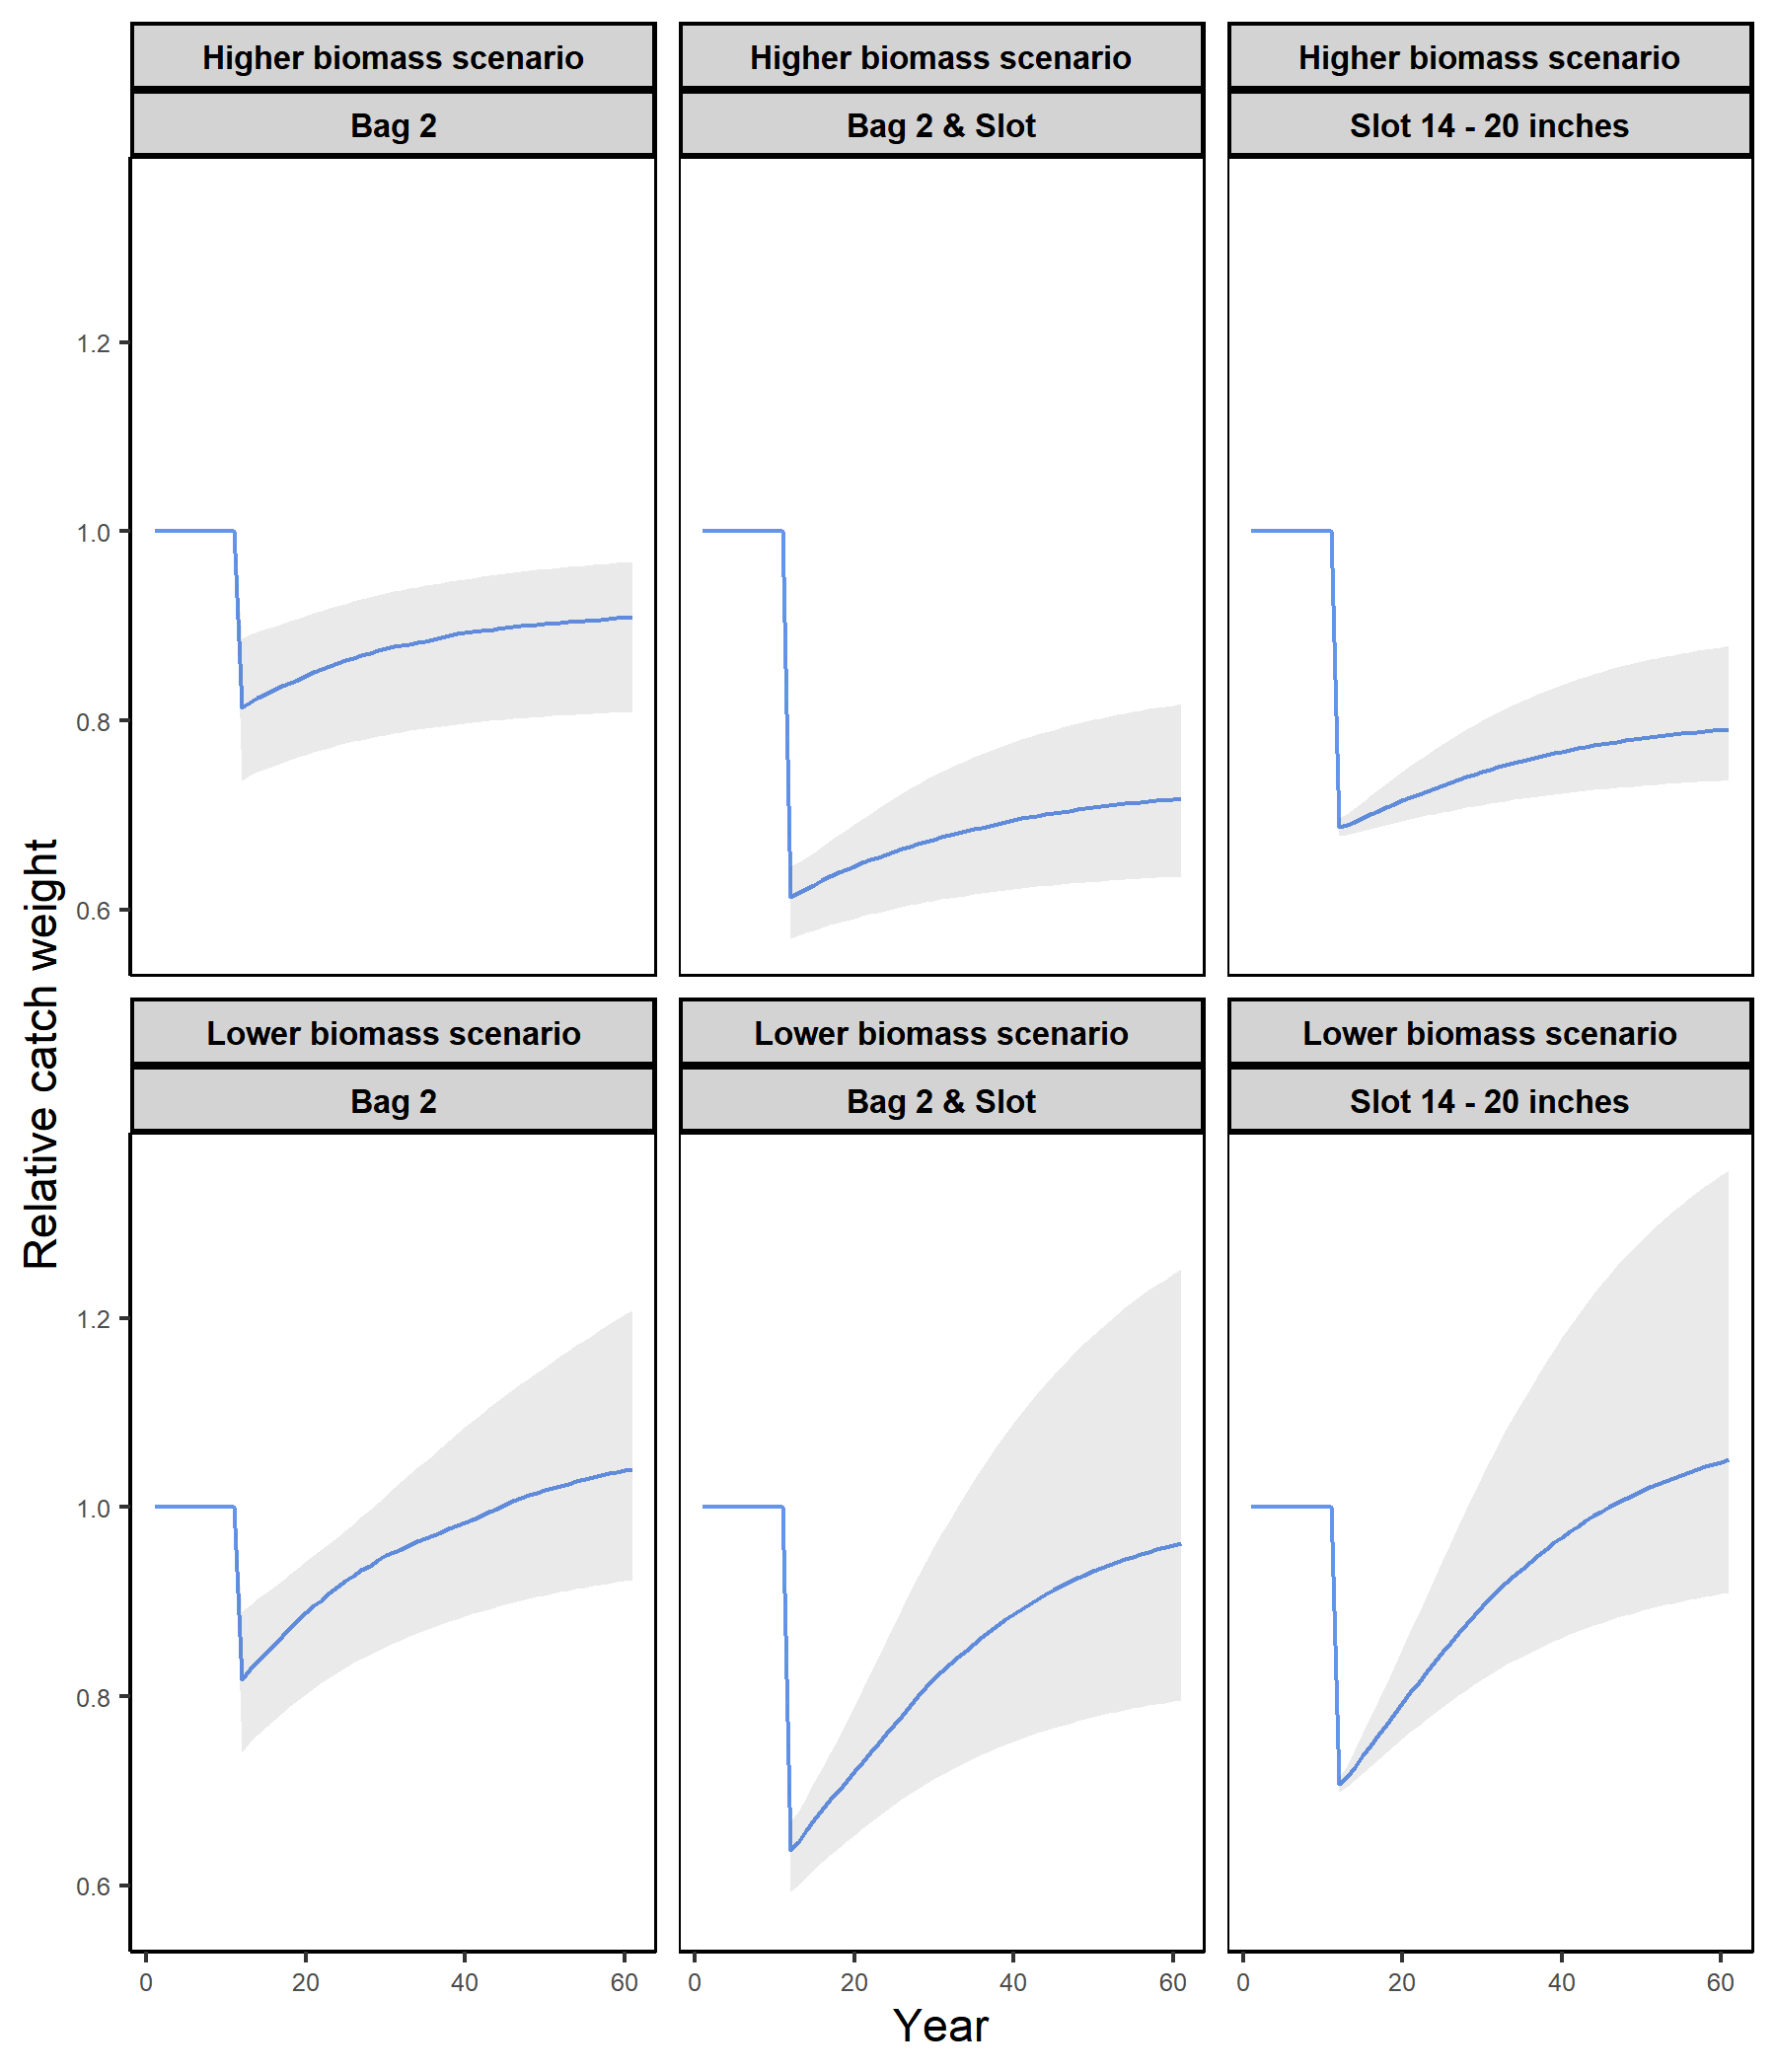 Higher biomass scenario
Higher biomass scenario
Higher biomass scenario
Bag 2
Bag 2 & Slot
Slot 14 - 20 inches
1.2
1.0
0.8
0.6
Relative catch weight
Lower biomass scenario
Lower biomass scenario
Lower biomass scenario
Bag 2
Bag 2 & Slot
Slot 14 - 20 inches
1.2
1.0
0.8
0.6
0 20 40 60
0 20 40 60
0 20 40 60
Year